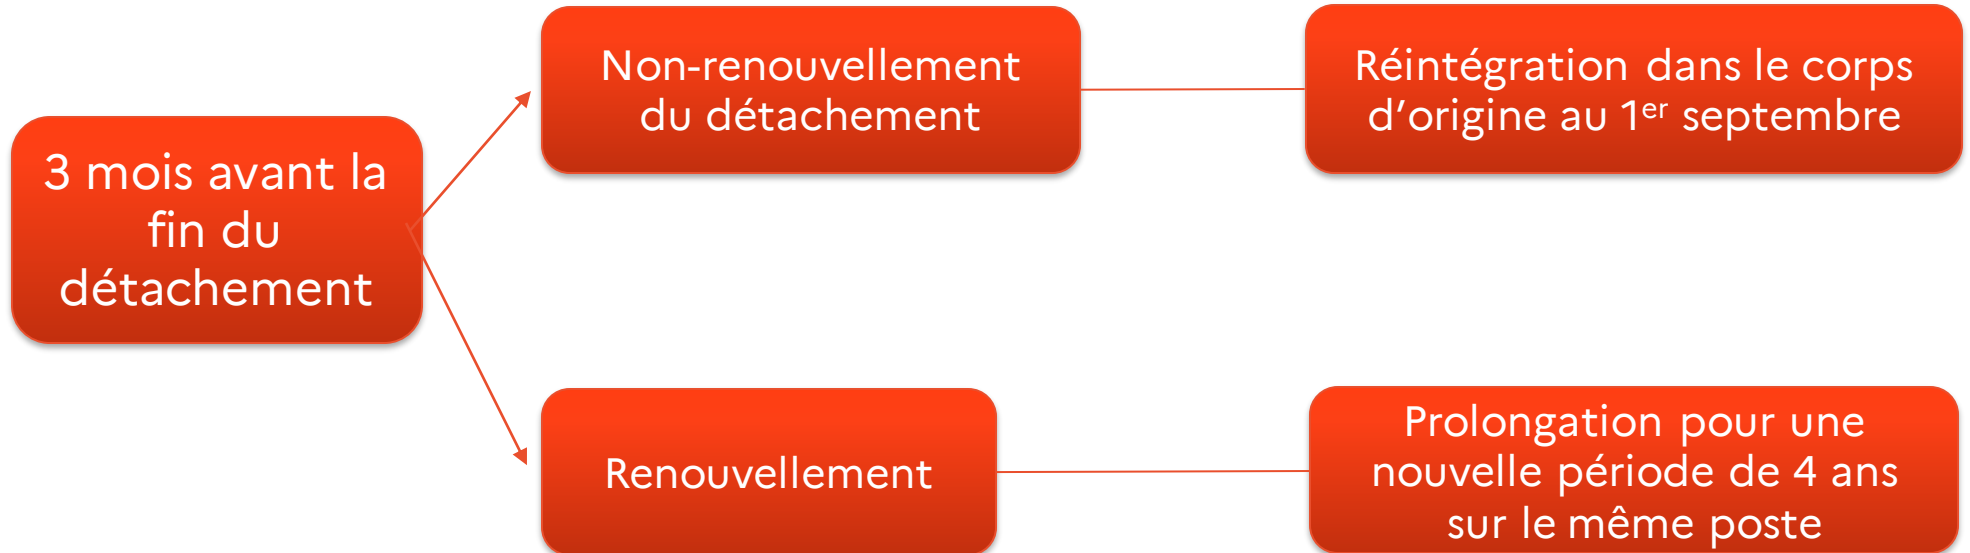 3 mois avant la
fin du
détachement
Non-renouvellement
du détachement
Réintégration dans le corps
d’origine au 1er septembre
Renouvellement
Prolongation pour une
nouvelle période de 4 ans
sur le même poste